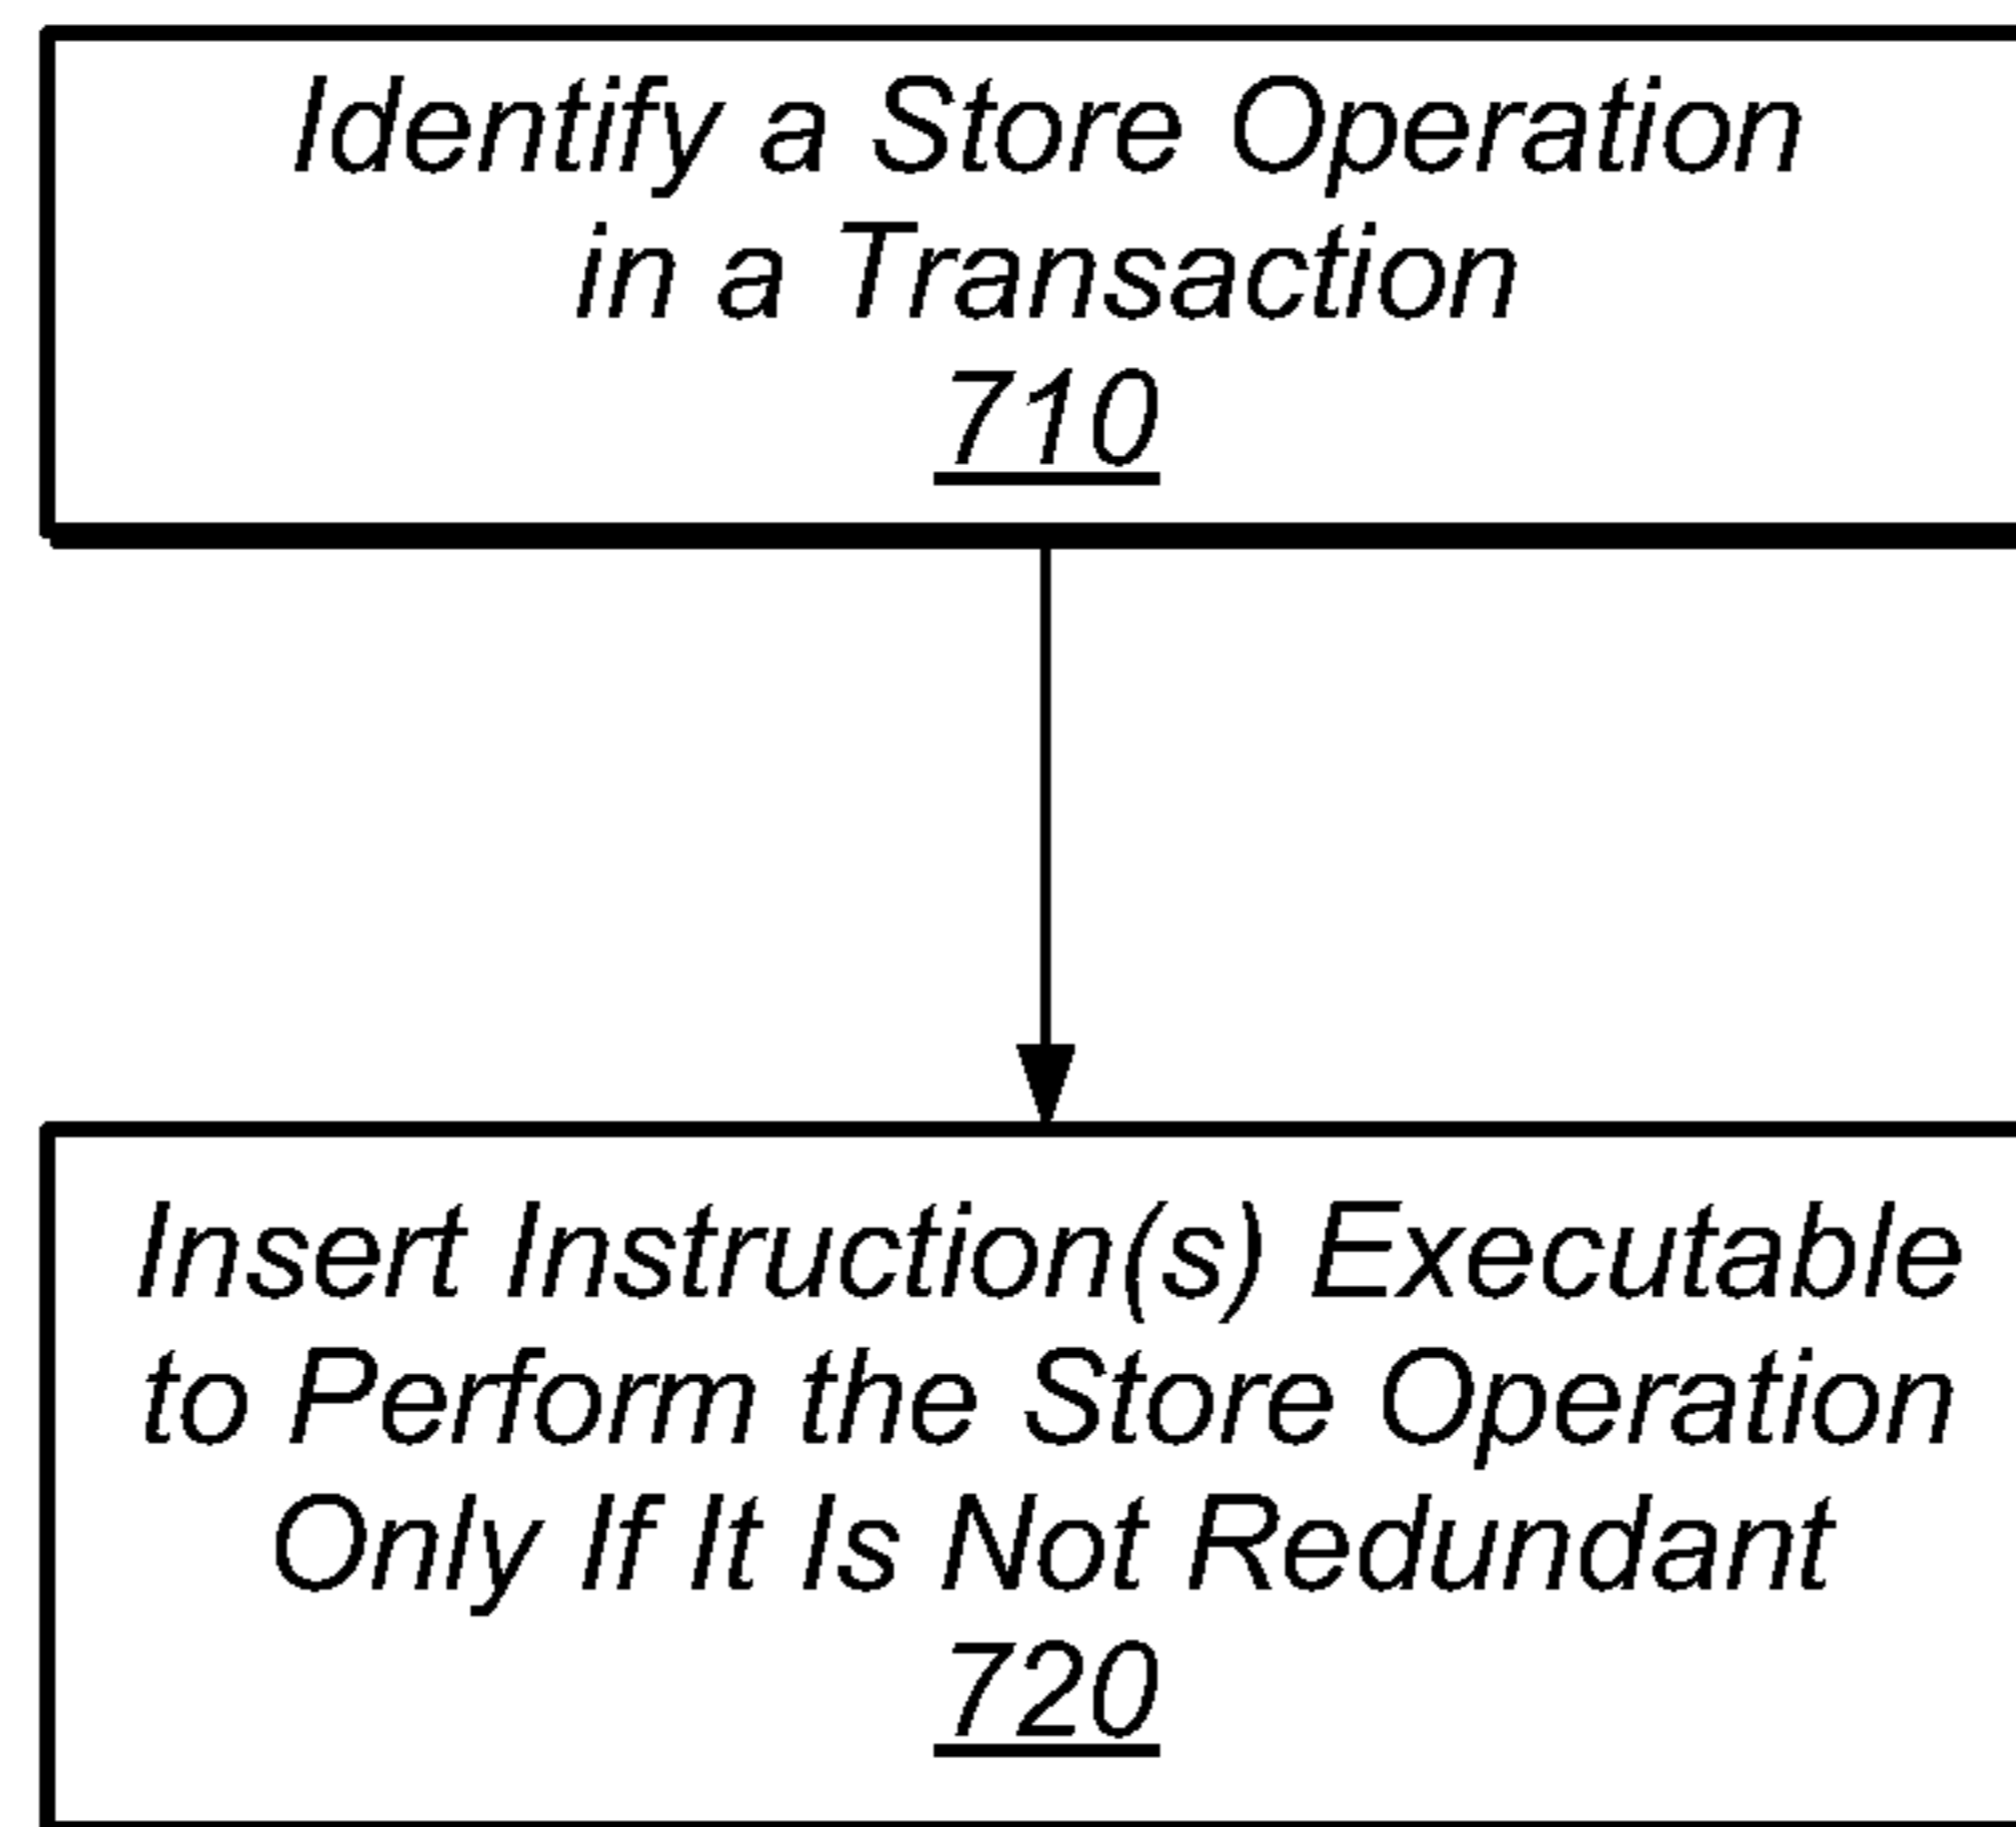 Identify a Store Operation
in a Transaction
710
Insert Instruction(s) Executable
to Perform the Store Operation
Only If It Is Not Redundant
720